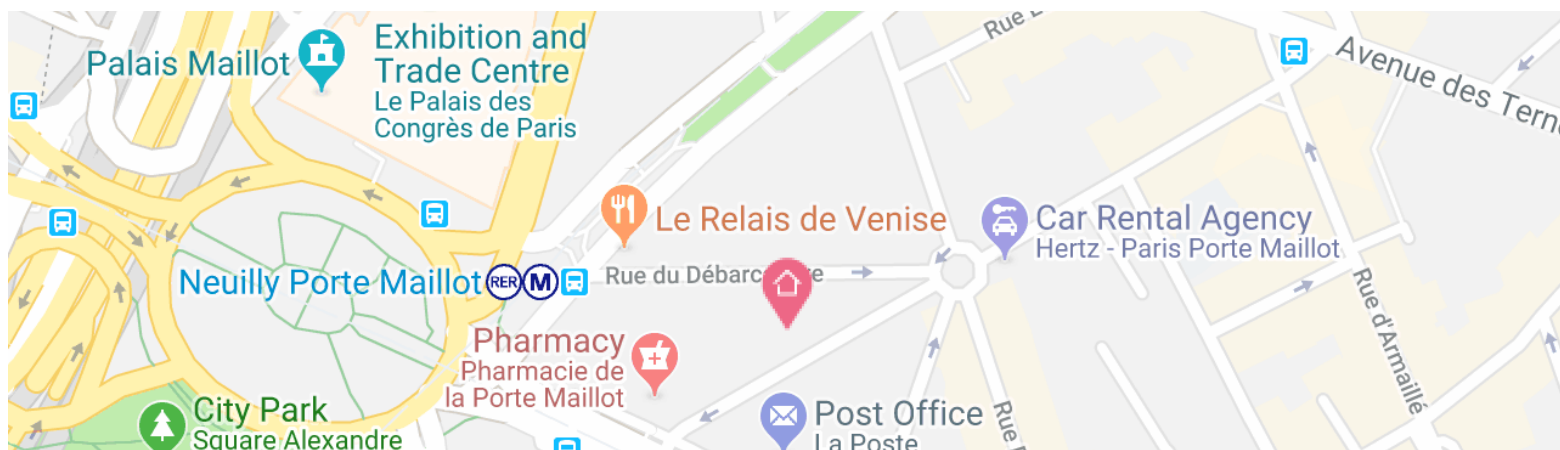 Palais Maillot
Exhibition and
Trade Centre
Le Palais des
Congrès de Paris
Rue
Avenue des
Le Relais de Venise
Car Rental Agency
Hertz - Paris Porte Maillot
Neuilly Porte Maillot
RER
M
Rue du
Rue d'Armaillé
Pharmacy
Pharmacie de
la Porte Maillot
City Park
Square Alexandre
Post Office
La Poste
Rue